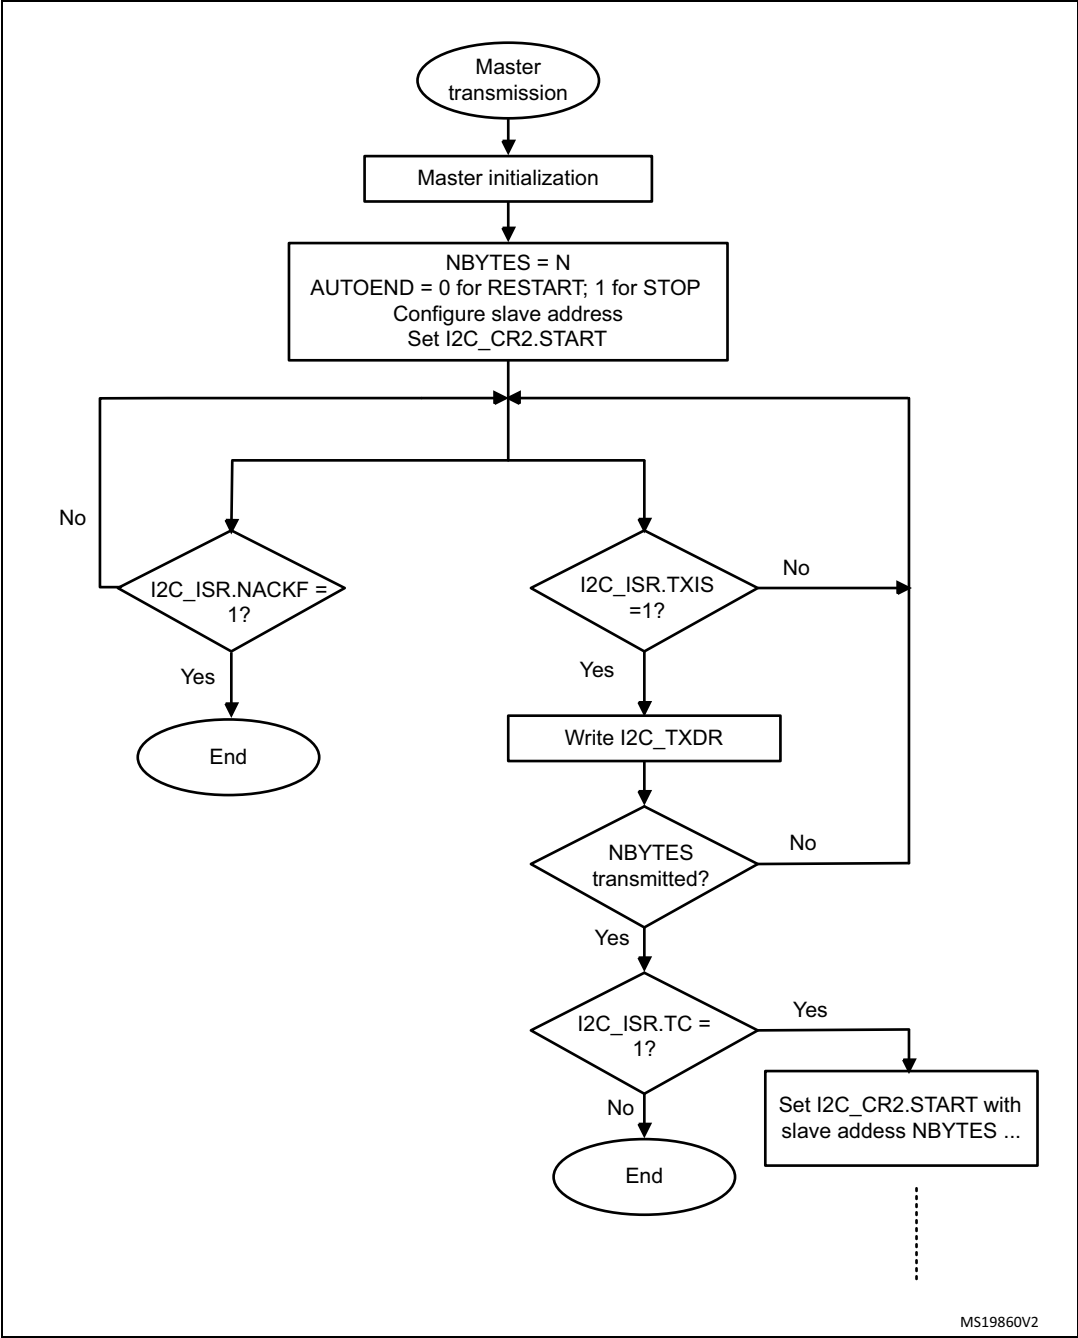 Master
transmission
Master initialization
NBYTES = N
AUTOEND = 0 for RESTART; 1 for STOP
Configure slave address
Set I2C_CR2.START
No
I2C_ISR.NACKF =
1?
Yes
End
I2C_ISR.TXIS
=1?
No
Yes
Write I2C_TXDR
NBYTES
transmitted?
No
Yes
I2C_ISR.TC =
1?
Yes
No
End
Set I2C_CR2.START with
slave addess NBYTES ...
MS19860V2